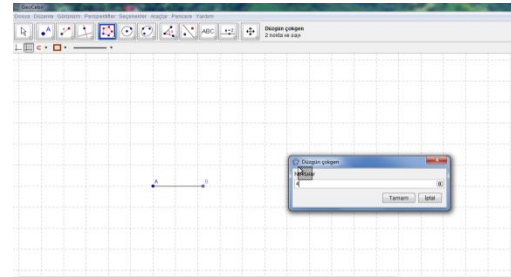 GeoGebra
Dosya Düzenle Görünüm Perspektifler Seçenekler Araçlar Pencere Yardım
ABC
Düzgün çokgen
2 nokta ve sayı
A
B
Düzgün çokgen
Noktalar
4
Tamam
İptal